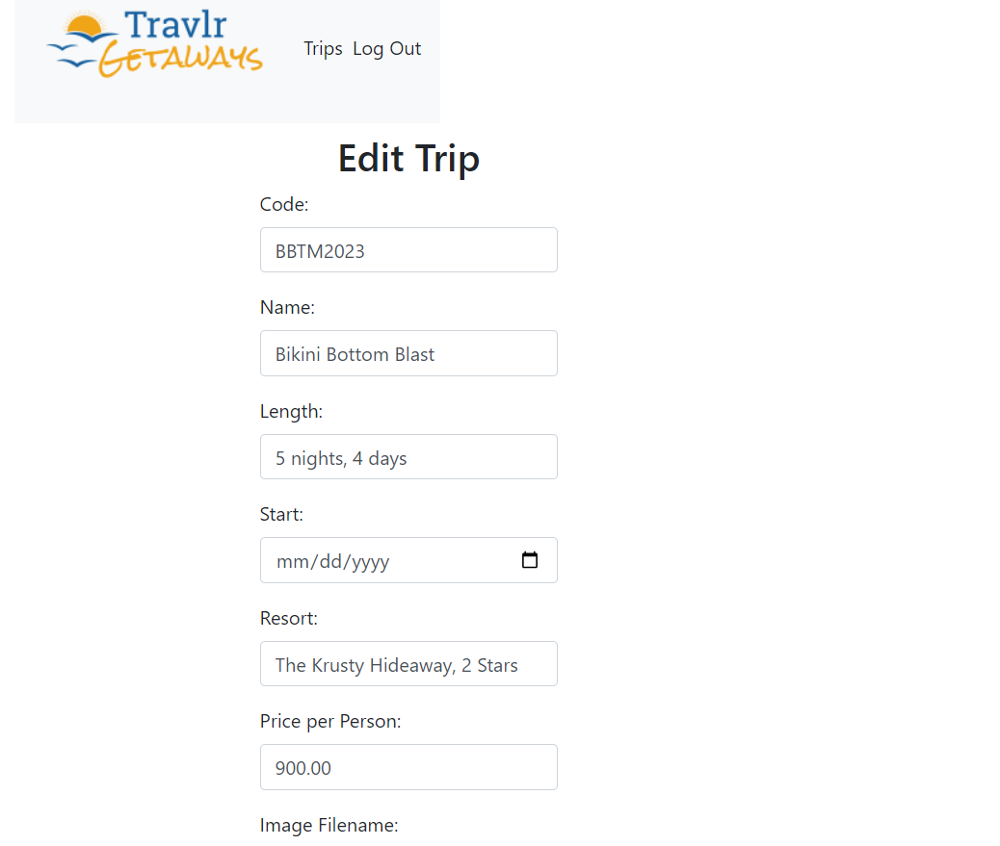 Travlr
GETAWAYS
Trips Log Out
Edit Trip
Code:
BBTM2023
Name:
Bikini Bottom Blast
Length:
5 nights, 4 days
Start:
mm/dd/yyyy
Resort:
The Krusty Hideaway, 2 Stars
Price per Person:
900.00
Image Filename: